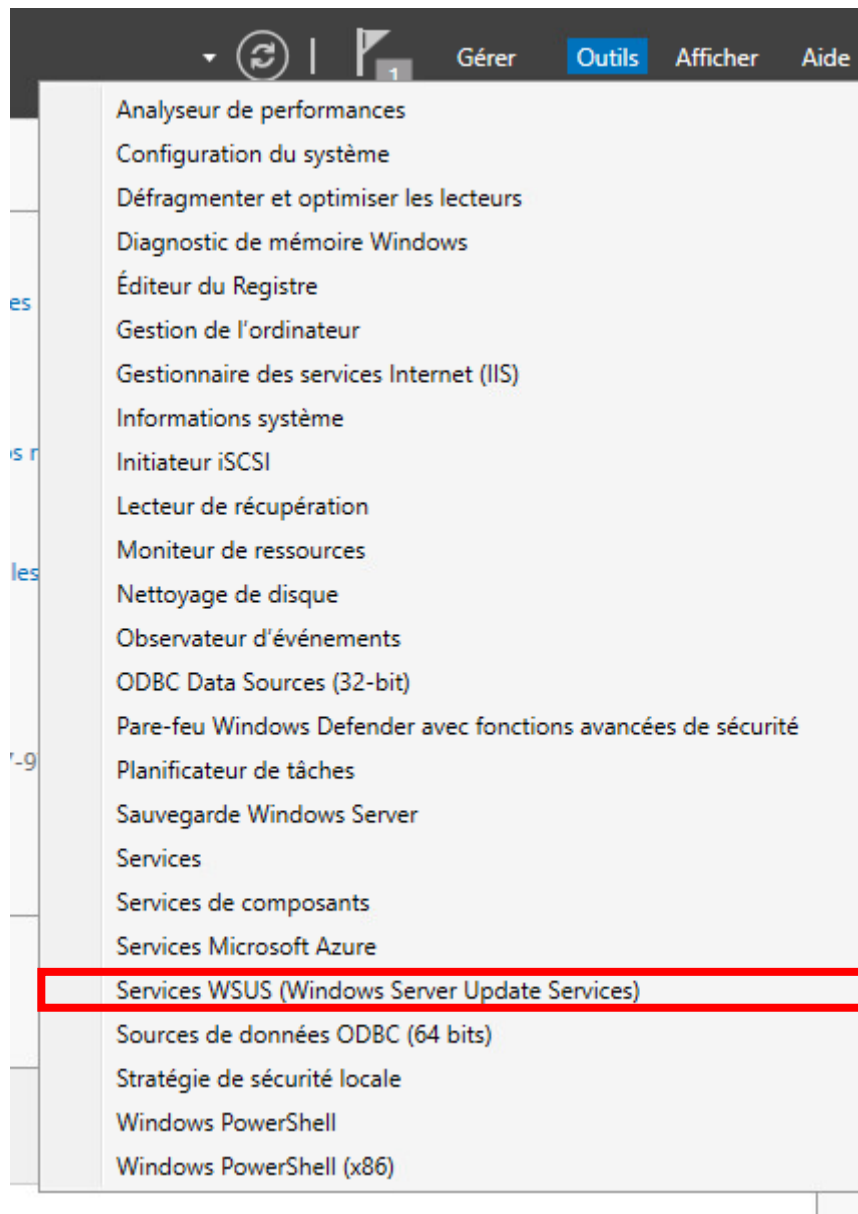 1
Gérer Outils Afficher Aide
Analyseur de performances
Configuration du système
Défragmenter et optimiser les lecteurs
Diagnostic de mémoire Windows
Éditeur du Registre
es
Gestion de l'ordinateur
Gestionnaire des services Internet (IIS)
Informations système
s r
Initiateur iSCSI
Lecteur de récupération
Moniteur de ressources
les
Nettoyage de disque
Observateur d'événements
ODBC Data Sources (32-bit)
Pare-feu Windows Defender avec fonctions avancées de sécurité
-9
Planificateur de tâches
Sauvegarde Windows Server
Services
Services de composants
Services Microsoft Azure
Services WSUS (Windows Server Update Services)
Sources de données ODBC (64 bits)
Stratégie de sécurité locale
Windows PowerShell
Windows PowerShell (x86)